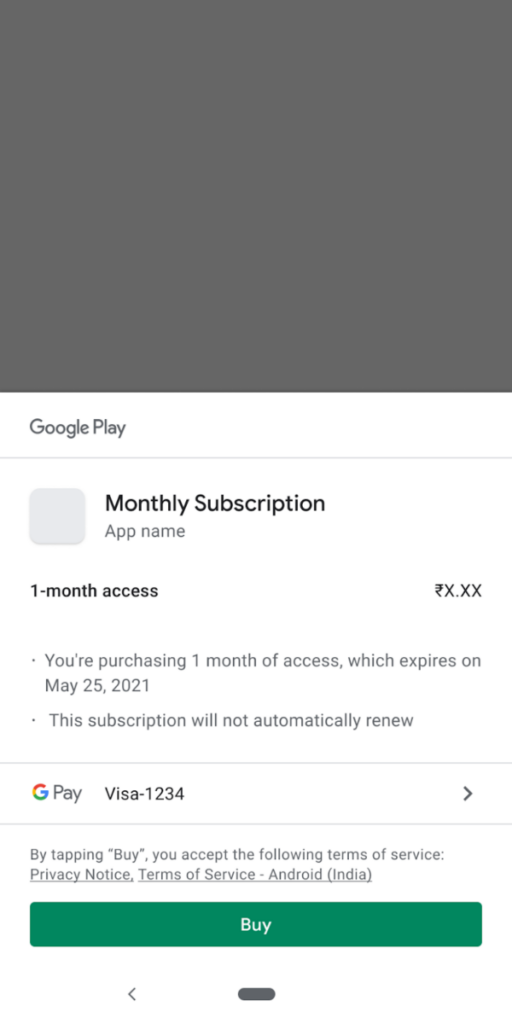 Google Play
Monthly Subscription
App name
1-month access ₹X.XX
· You're purchasing 1 month of access, which expires on
May 25, 2021
· This subscription will not automatically renew
G Pay Visa-1234
By tapping “Buy”, you accept the following terms of service:
Privacy Notice, Terms of Service - Android (India)
Buy